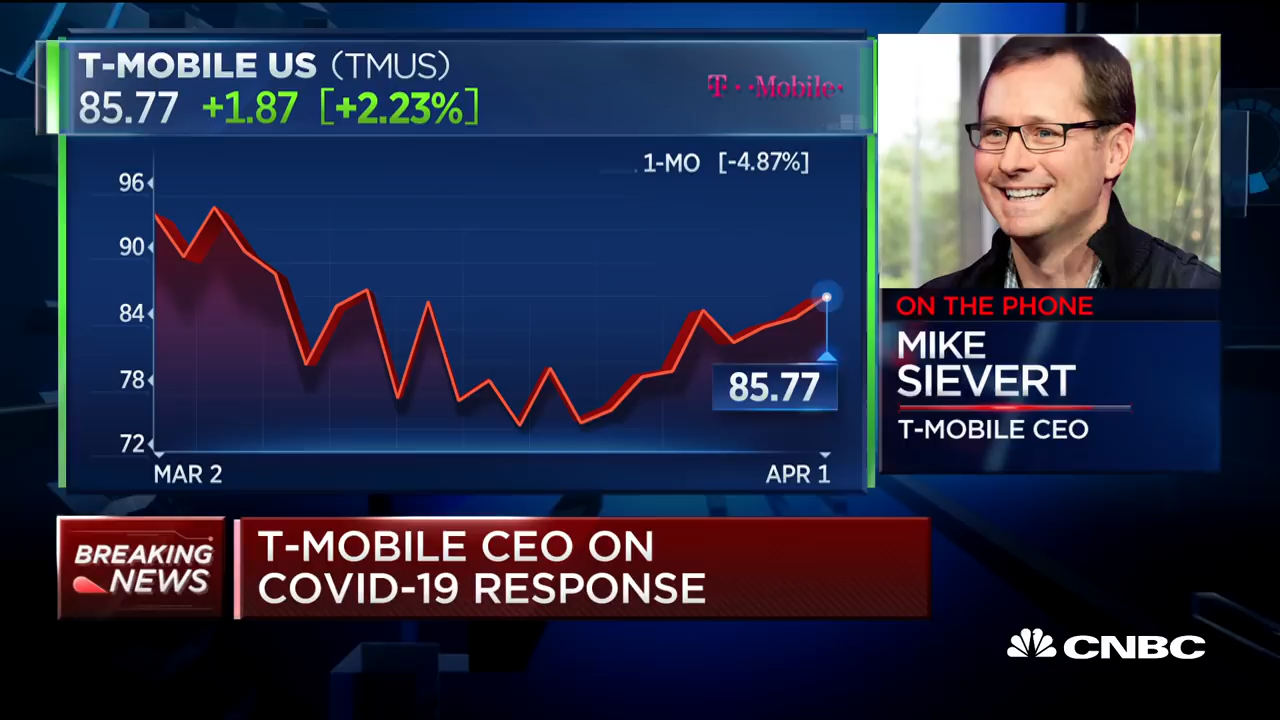 T-MOBILE US (TMUS)
85.77 +1.87 [+2.23%]
T··Mobile·
1-MO [-4.87%]
96
90
84
78
72
85.77
MAR 2
APR 1
ON THE PHONE
MIKE
SIEVERT
T-MOBILE CEO
BREAKING
NEWS
T-MOBILE CEO ON
COVID-19 RESPONSE
CNBC